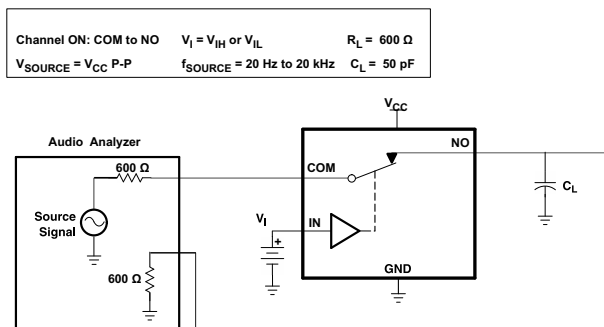 Channel ON: COM to NO V_I = V_IH or V_IL R_L = 600 Ω
V_SOURCE = V_CC P-P f_SOURCE = 20 Hz to 20 kHz C_L = 50 pF
V_CC
Audio Analyzer
NO
600 Ω
COM
C_L
Source
Signal
V_I
IN
+
600 Ω
GND